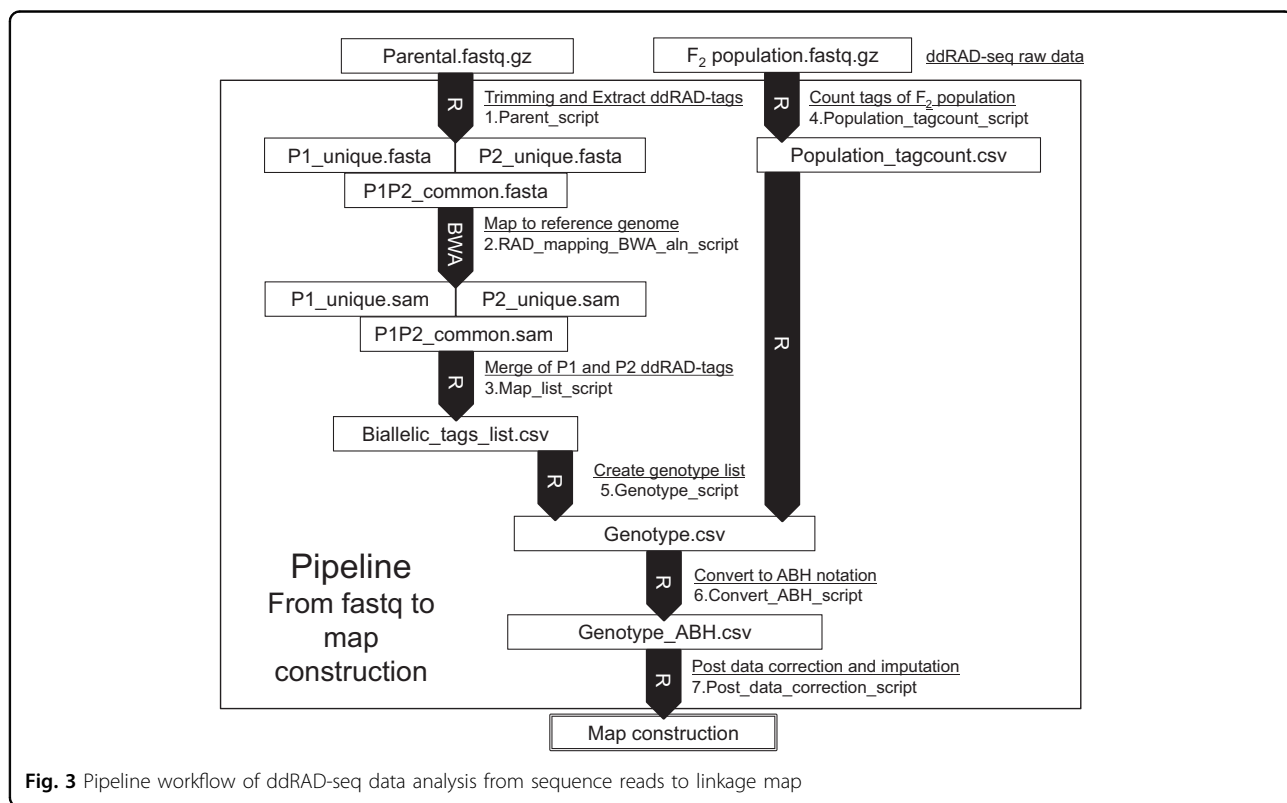 Parental.fastq.gz
F2 population.fastq.gz
ddRAD-seq raw data
R
Trimming and Extract ddRAD-tags
1.Parent_script
R
Count tags of F2 population
4.Population_tagcount_script
P1_unique.fasta
P2_unique.fasta
Population_tagcount.csv
P1P2_common.fasta
BWA
Map to reference genome
2.RAD_mapping_BWA_aln_script
P1_unique.sam
P2_unique.sam
P1P2_common.sam
R
R
Merge of P1 and P2 ddRAD-tags
3.Map_list_script
Biallelic_tags_list.csv
R
Create genotype list
5.Genotype_script
Genotype.csv
Pipeline
From fastq to
map
construction
R
Convert to ABH notation
6.Convert_ABH_script
Genotype_ABH.csv
R
Post data correction and imputation
7.Post_data_correction_script
Map construction
Fig. 3 Pipeline workflow of ddRAD-seq data analysis from sequence reads to linkage map